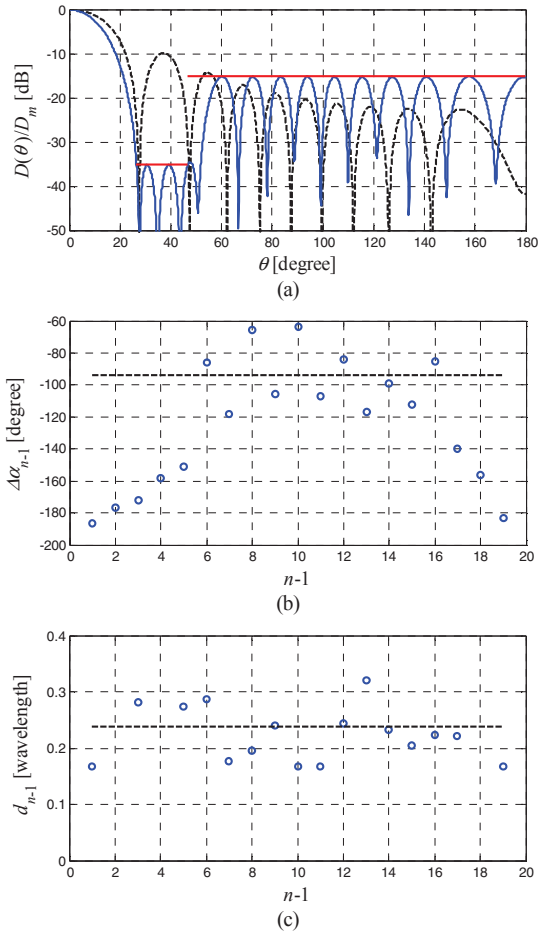 0
-10
-20
-30
-40
-50
D(θ)/D_m [dB]
0 20 40 60 80 100 120 140 160 180
θ [degree]
(a)
-60
-80
-100
-120
-140
-160
-180
-200
Δα_{n-1} [degree]
0 2 4 6 8 10 12 14 16 18 20
n-1
(b)
0.4
0.3
0.2
0.1
0
d_{n-1} [wavelength]
0 2 4 6 8 10 12 14 16 18 20
n-1
(c)